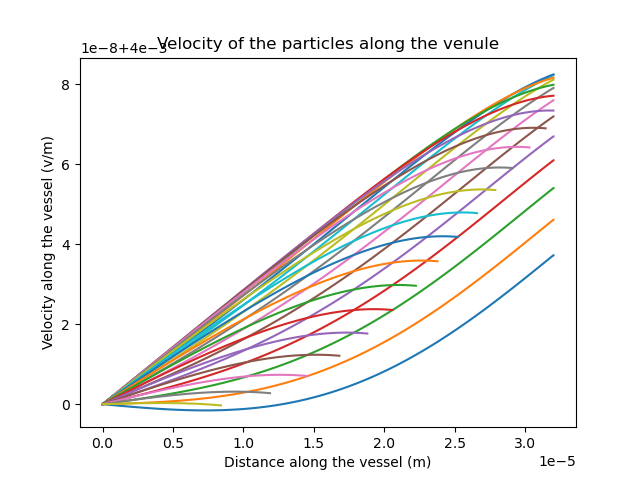 Velocity of the particles along the venule
1e−8+4e−3
8
6
4
2
0
Velocity along the vessel (v/m)
0.0 0.5 1.0 1.5 2.0 2.5 3.0
1e−5
Distance along the vessel (m)